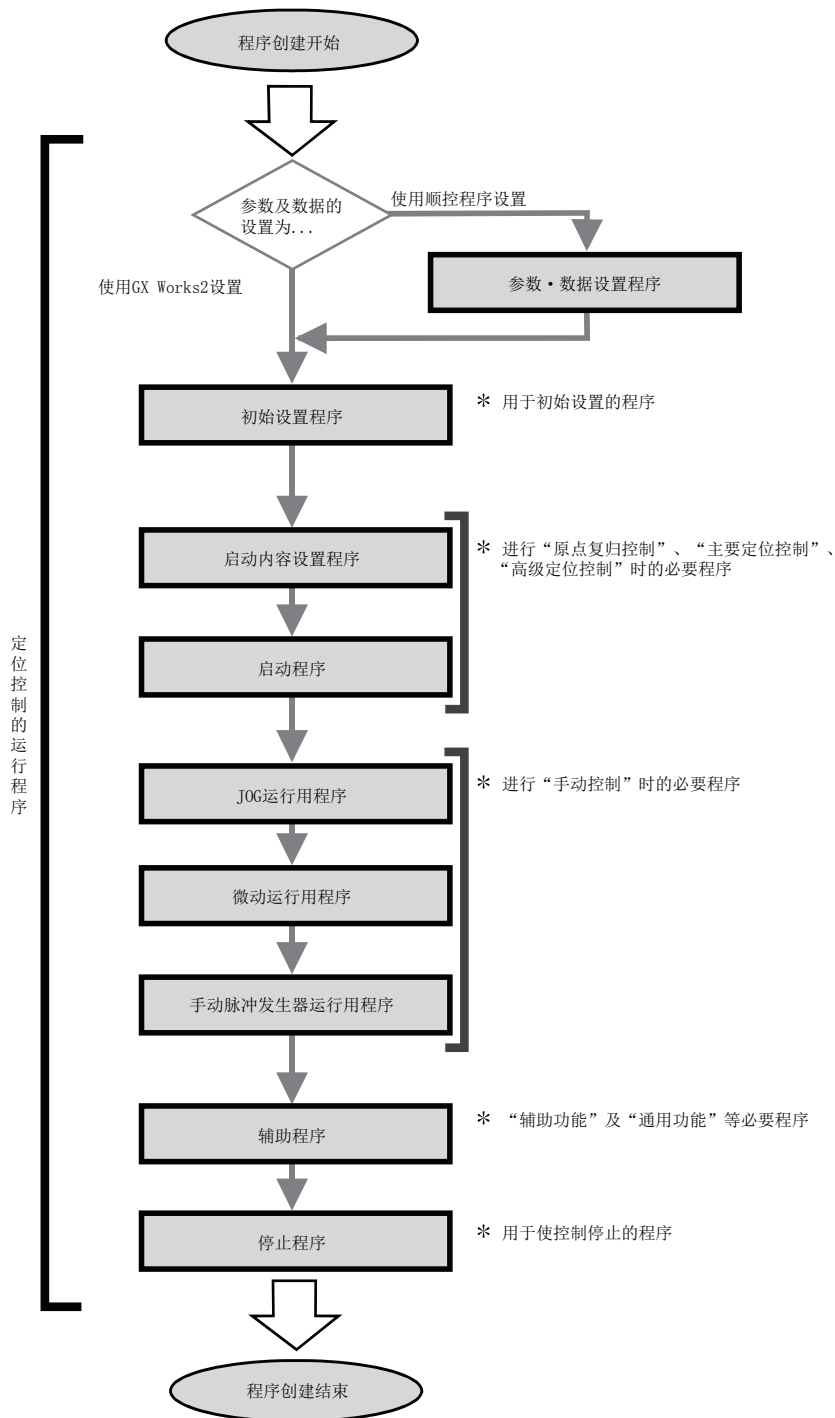 程序创建开始
参数及数据的
设置为...
使用顺控程序设置
使用GX Works2设置
参数·数据设置程序
初始设置程序
* 用于初始设置的程序
启动内容设置程序
* 进行“原点复归控制”、“主要定位控制”、
“高级定位控制”时的必要程序
启动程序
定位控制的运行程序
JOG运行用程序
* 进行“手动控制”时的必要程序
微动运行用程序
手动脉冲发生器运行用程序
辅助程序
* “辅助功能”及“通用功能”等必要程序
停止程序
* 用于使控制停止的程序
程序创建结束